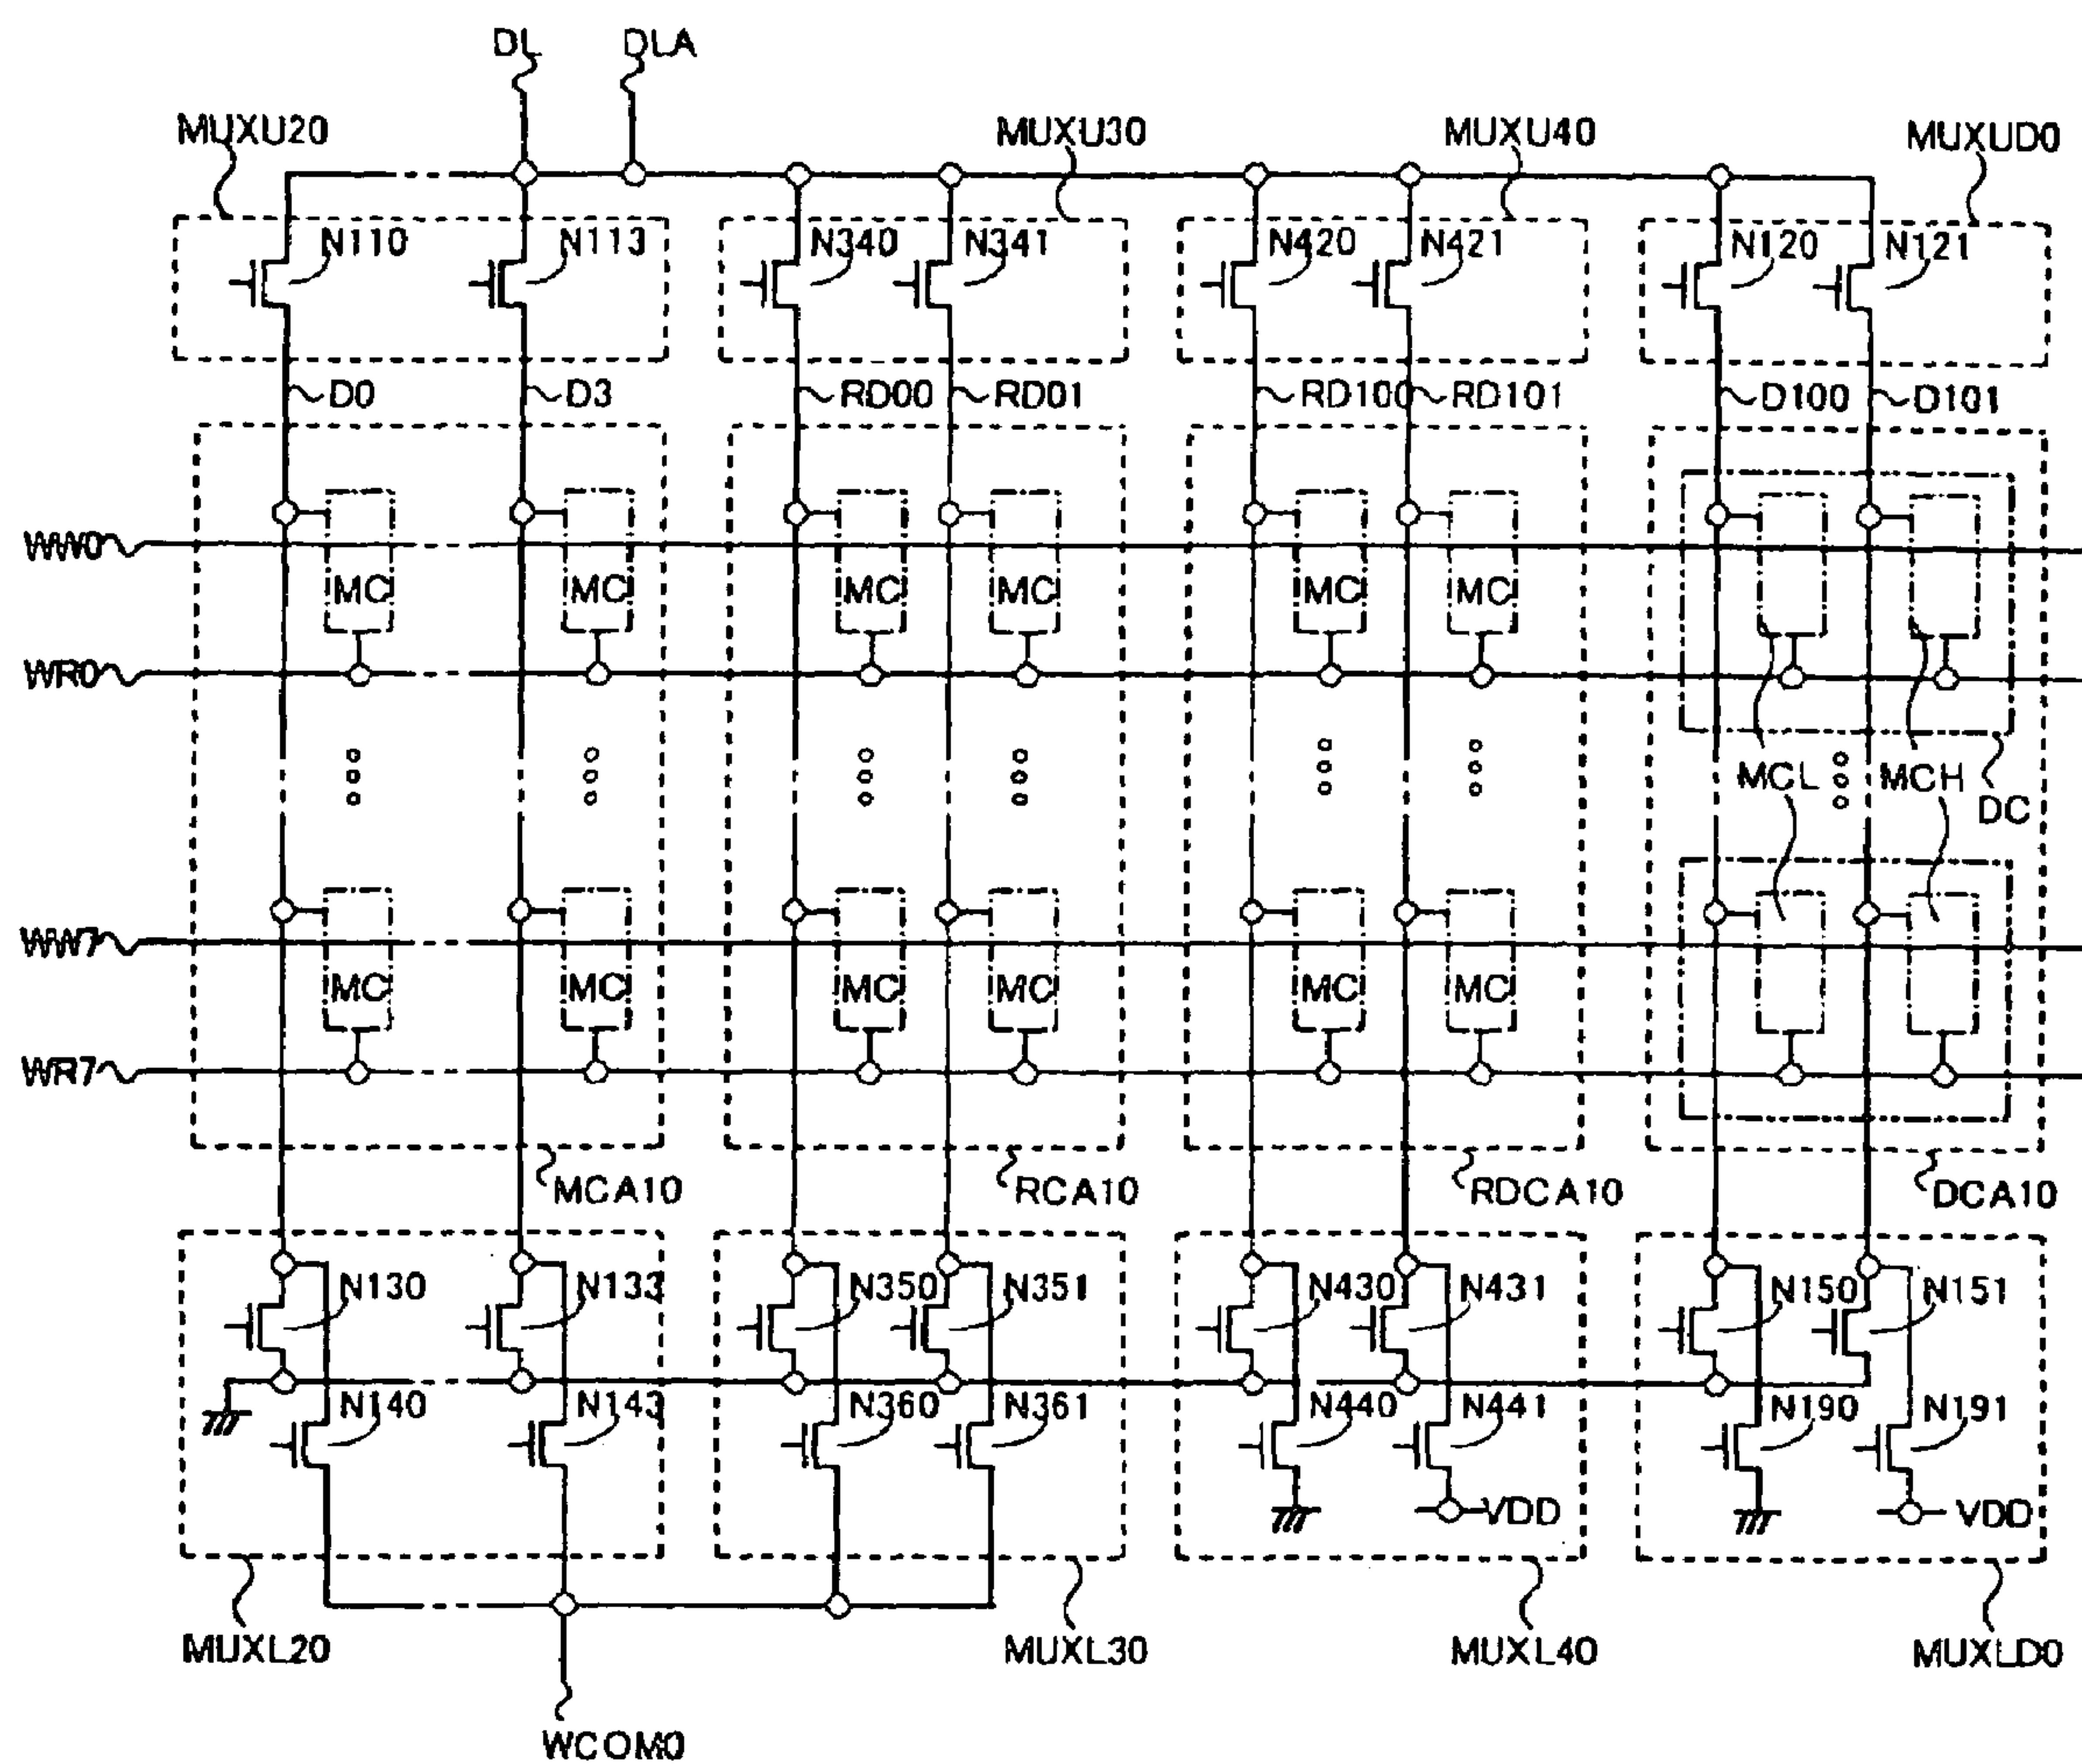 DL DLA
MUXU20 MUXU30 MUXU40 MUXUD0
N110 N113 N340 N341 N420 N421 N120 N121
D0 D3 RD00 RD01 RD100 RD101 D100 D101
WW0
MC MC MC MC MC MC
WR0
MCL MCH DC
WW7
MC MC MC MC MC MC
WR7
MCA10 RCA10 RDCA10 DCA10
N130 N133 N350 N351 N430 N431 N150 N151
N140 N143 N360 N361 N440 N441 N190 N191
VDD VDD
MUXL20 MUXL30 MUXL40 MUXLD0
WCOM0